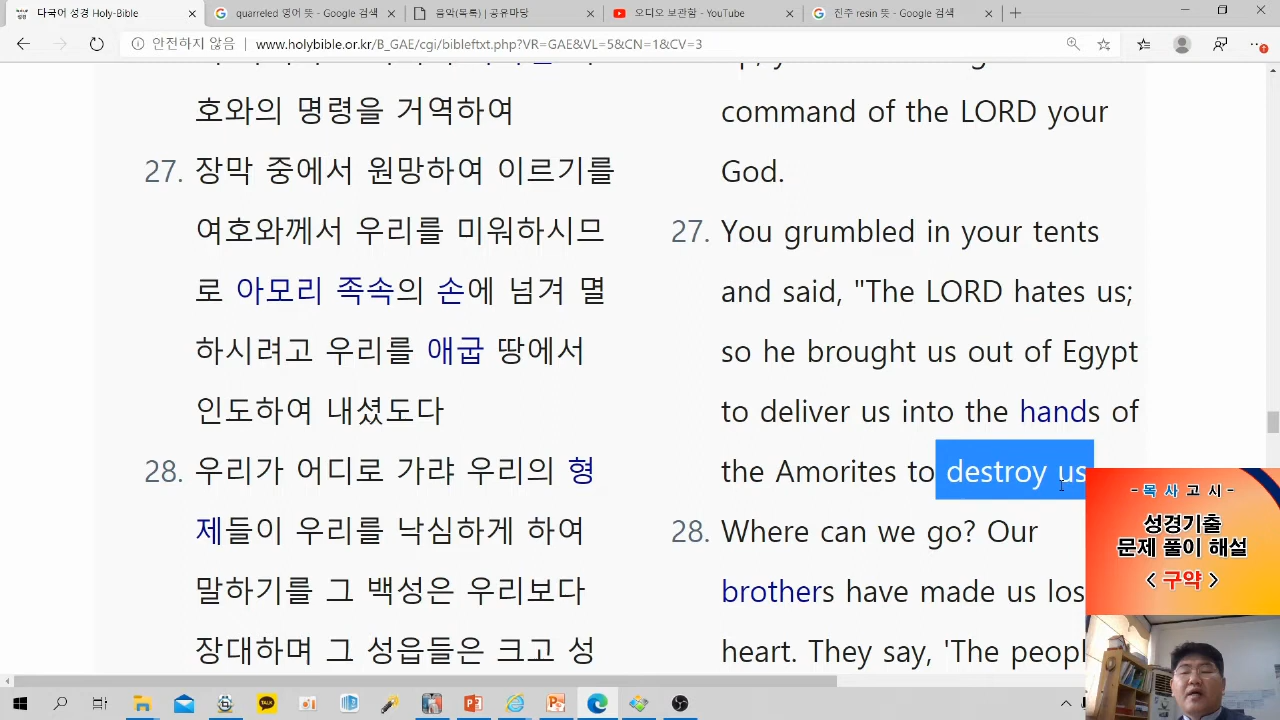 다국어 성경 Holy-Bible
quarreled 영어 뜻 - Google 검색
음악(목록) | 공유마당
오디오 보관함 - YouTube
진주 resin 뜻 - Google 검색
안전하지 않음
www.holybible.or.kr/B_GAE/cgi/bibleftxt.php?VR=GAE&VL=5&CN=1&CV=3
호와의 명령을 거역하여
27. 장막 중에서 원망하여 이르기를
여호와께서 우리를 미워하시므
로 아모리 족속의 손에 넘겨 멸
하시려고 우리를 애굽 땅에서
인도하여 내셨도다
28. 우리가 어디로 가랴 우리의 형
제들이 우리를 낙심하게 하여
말하기를 그 백성은 우리보다
장대하며 그 성읍들은 크고 성
command of the LORD your
God.
27. You grumbled in your tents
and said, "The LORD hates us;
so he brought us out of Egypt
to deliver us into the hands of
the Amorites to destroy us
28. Where can we go? Our
brothers have made us los
heart. They say, 'The peopl
- 목 사 고 시 -
성경기출
문제 풀이 해설
< 구약 >
TALK